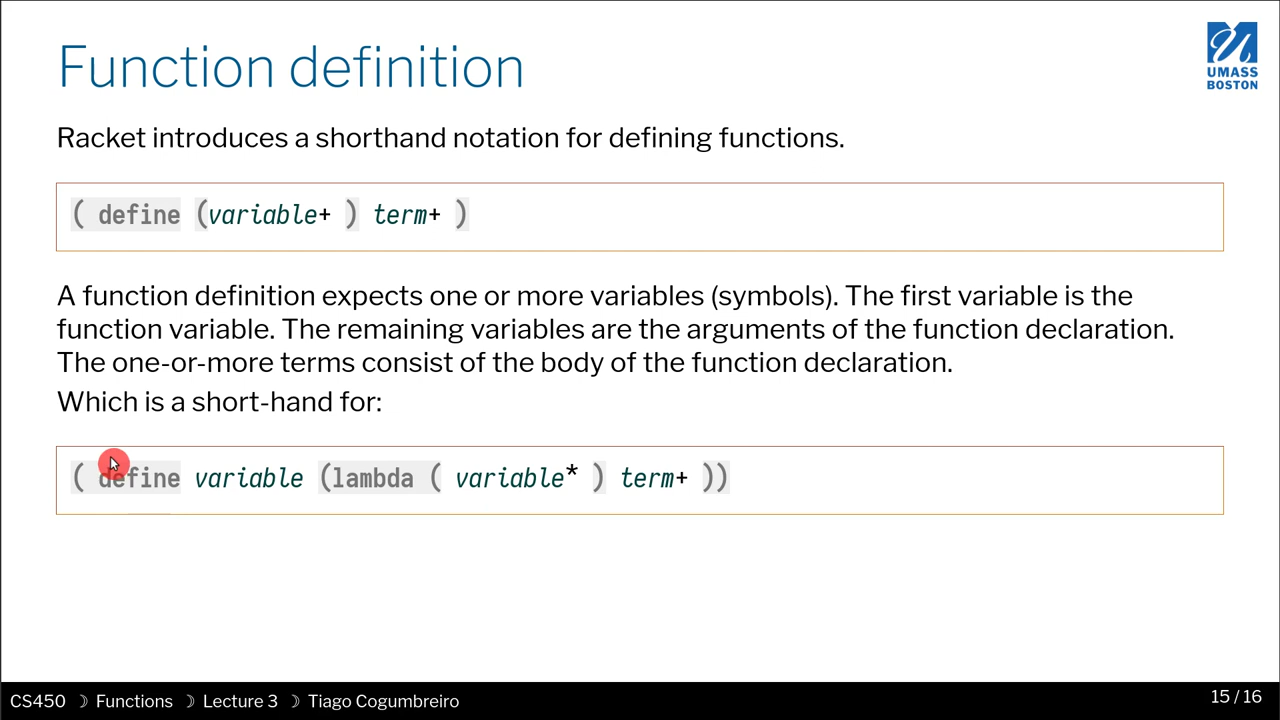 Function definition
UMASS
BOSTON
Racket introduces a shorthand notation for defining functions.
( define (variable+ ) term+ )
A function definition expects one or more variables (symbols). The first variable is the
function variable. The remaining variables are the arguments of the function declaration.
The one-or-more terms consist of the body of the function declaration.
Which is a short-hand for:
( define variable (lambda ( variable* ) term+ ))
CS450 ☽ Functions ☽ Lecture 3 ☽ Tiago Cogumbreiro
15 / 16